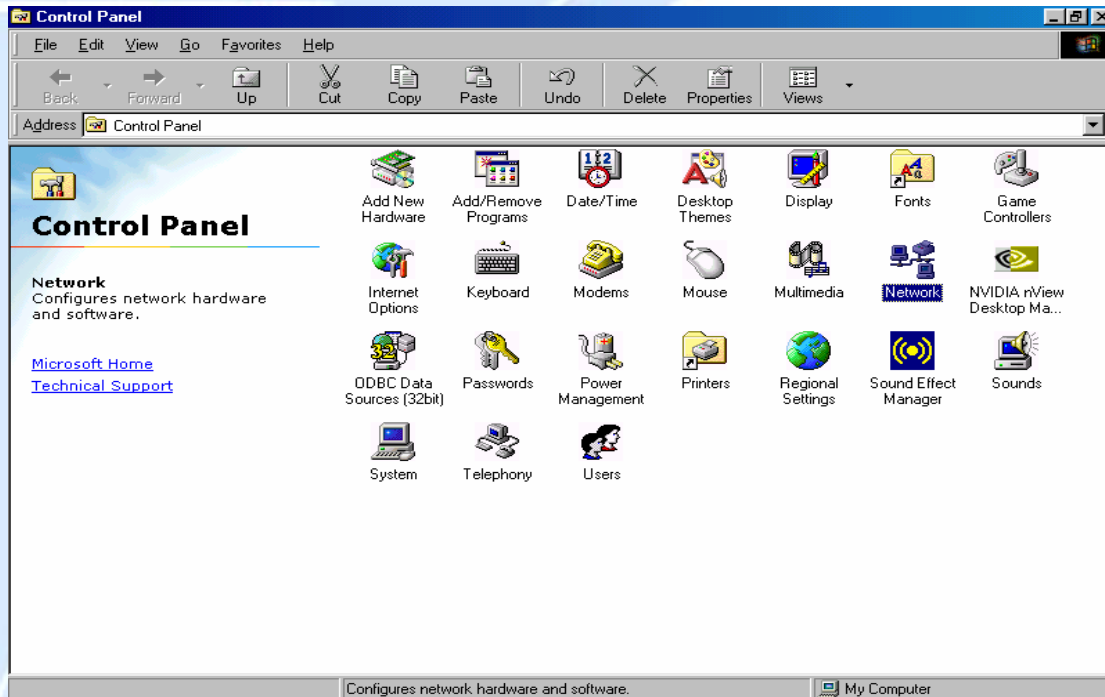 Control Panel
File Edit View Go Favorites Help
Back Forward Up Cut Copy Paste Undo Delete Properties Views
Address Control Panel
Control Panel
Network
Configures network hardware
and software.
Microsoft Home
Technical Support
Add New
Hardware
Add/Remove
Programs
Date/Time
Desktop
Themes
Display
Fonts
Game
Controllers
Internet
Options
Keyboard
Modems
Mouse
Multimedia
Network
NVIDIA nView
Desktop Ma...
ODBC Data
Sources (32bit)
Passwords
Power
Management
Printers
Regional
Settings
Sound Effect
Manager
Sounds
System
Telephony
Users
Configures network hardware and software.
My Computer